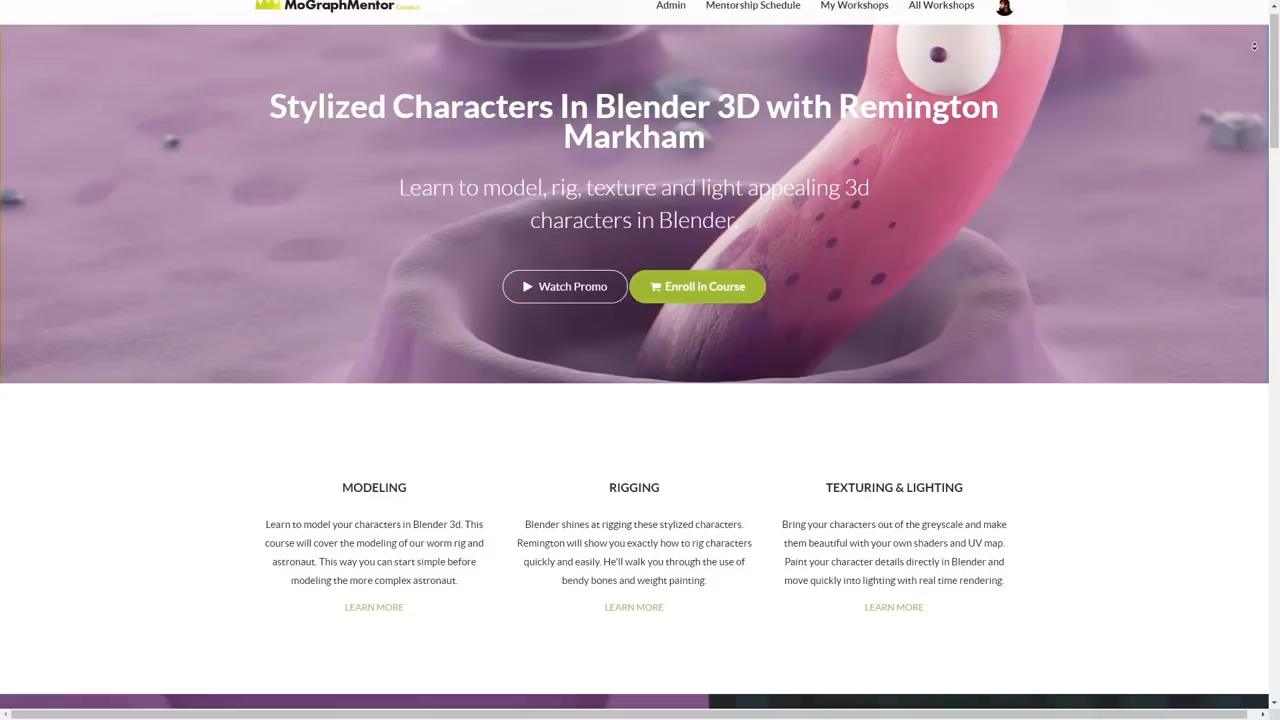 MoGraphMentor Campus
Admin Mentorship Schedule My Workshops All Workshops
Stylized Characters In Blender 3D with Remington
Markham
Learn to model, rig, texture and light appealing 3d
characters in Blender.
Watch Promo Enroll in Course
MODELING
Learn to model your characters in Blender 3d. This
course will cover the modeling of our worm rig and
astronaut. This way you can start simple before
modeling the more complex astronaut.
LEARN MORE
RIGGING
Blender shines at rigging these stylized characters.
Remington will show you exactly how to rig characters
quickly and easily. He'll walk you through the use of
bendy bones and weight painting.
LEARN MORE
TEXTURING & LIGHTING
Bring your characters out of the greyscale and make
them beautiful with your own shaders and UV map.
Paint your character details directly in Blender and
move quickly into lighting with real time rendering.
LEARN MORE